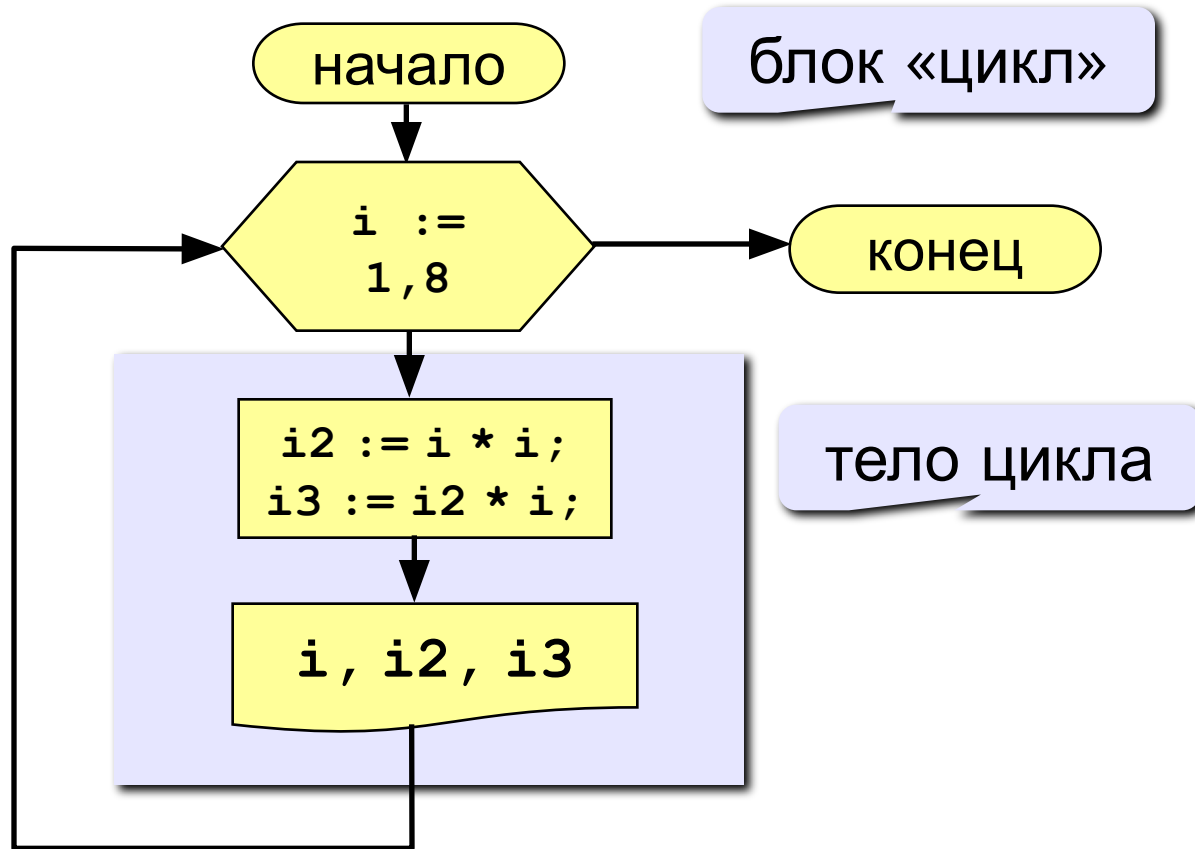 начало
блок «цикл»
i :=
1,8
конец
i2 := i * i;
i3 := i2 * i;
тело цикла
i, i2, i3